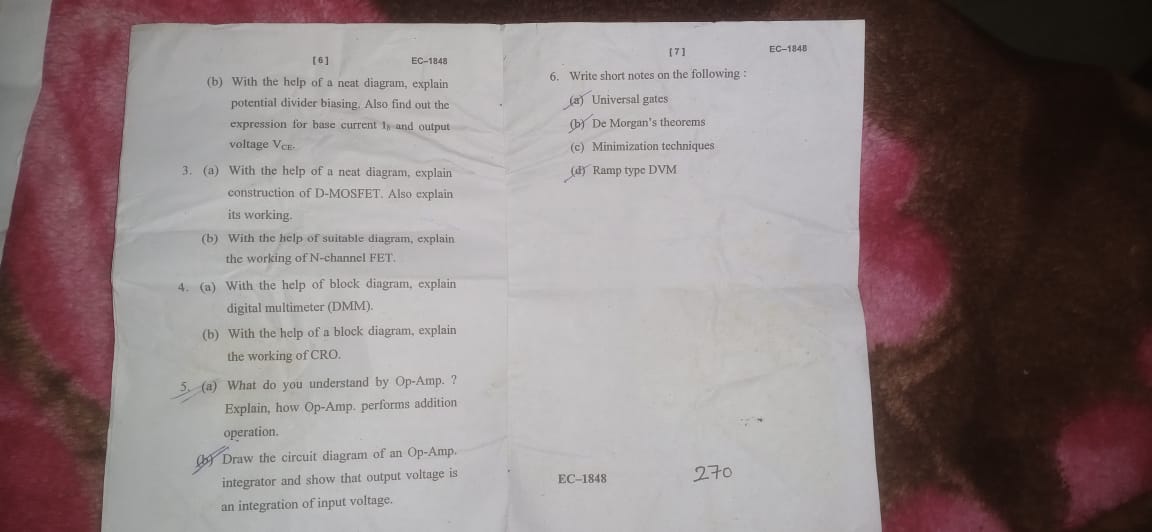 [6] EC–1848
(b) With the help of a neat diagram, explain
potential divider biasing. Also find out the
expression for base current IB and output
voltage VCE.
3. (a) With the help of a neat diagram, explain
construction of D-MOSFET. Also explain
its working.
(b) With the help of suitable diagram, explain
the working of N-channel FET.
4. (a) With the help of block diagram, explain
digital multimeter (DMM).
(b) With the help of a block diagram, explain
the working of CRO.
5. (a) What do you understand by Op-Amp. ?
Explain, how Op-Amp. performs addition
operation.
(b) Draw the circuit diagram of an Op-Amp.
integrator and show that output voltage is
an integration of input voltage.
[7] EC–1848
6. Write short notes on the following :
(a) Universal gates
(b) De Morgan's theorems
(c) Minimization techniques
(d) Ramp type DVM
EC–1848 270